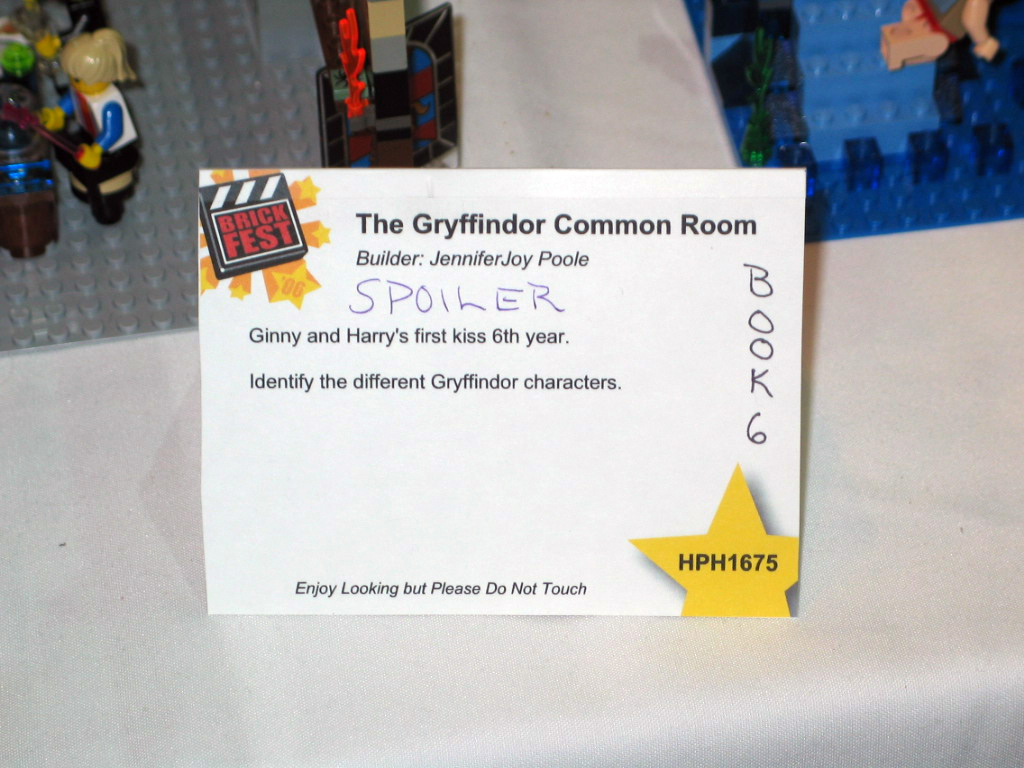 BRICK
FEST
'06
The Gryffindor Common Room
Builder: JenniferJoy Poole
SPOILER
Ginny and Harry's first kiss 6th year.
Identify the different Gryffindor characters.
BOOK 6
HPH1675
Enjoy Looking but Please Do Not Touch